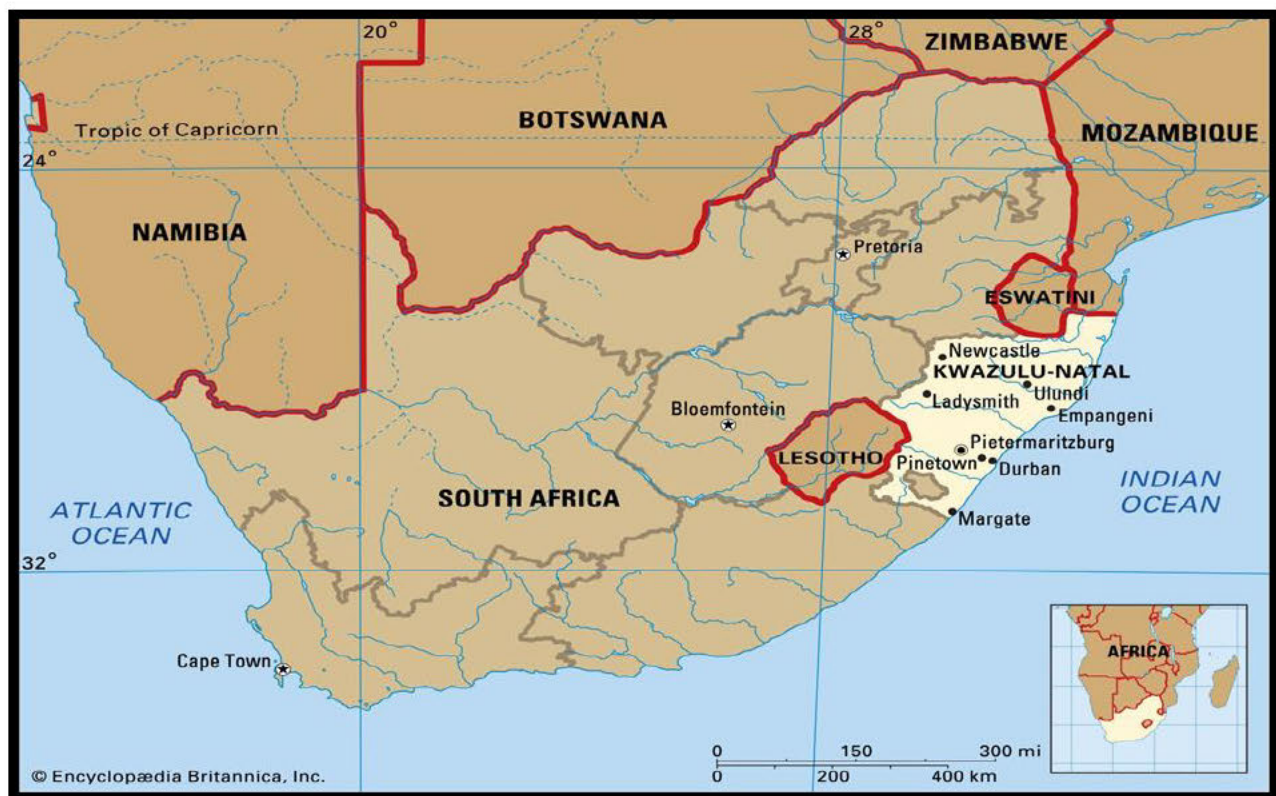 20°
28°
ZIMBABWE
BOTSWANA
Tropic of Capricorn
MOZAMBIQUE
24°
NAMIBIA
Pretoria
ESWATINI
Newcastle
KWAZULU-NATAL
Ulundi
Ladysmith
Empangeni
Bloemfontein
Pietermaritzburg
LESOTHO
Pinetown
Durban
SOUTH AFRICA
INDIAN
OCEAN
ATLANTIC
OCEAN
Margate
32°
Cape Town
AFRICA
0 150 300 mi
0 200 400 km
© Encyclopædia Britannica, Inc.